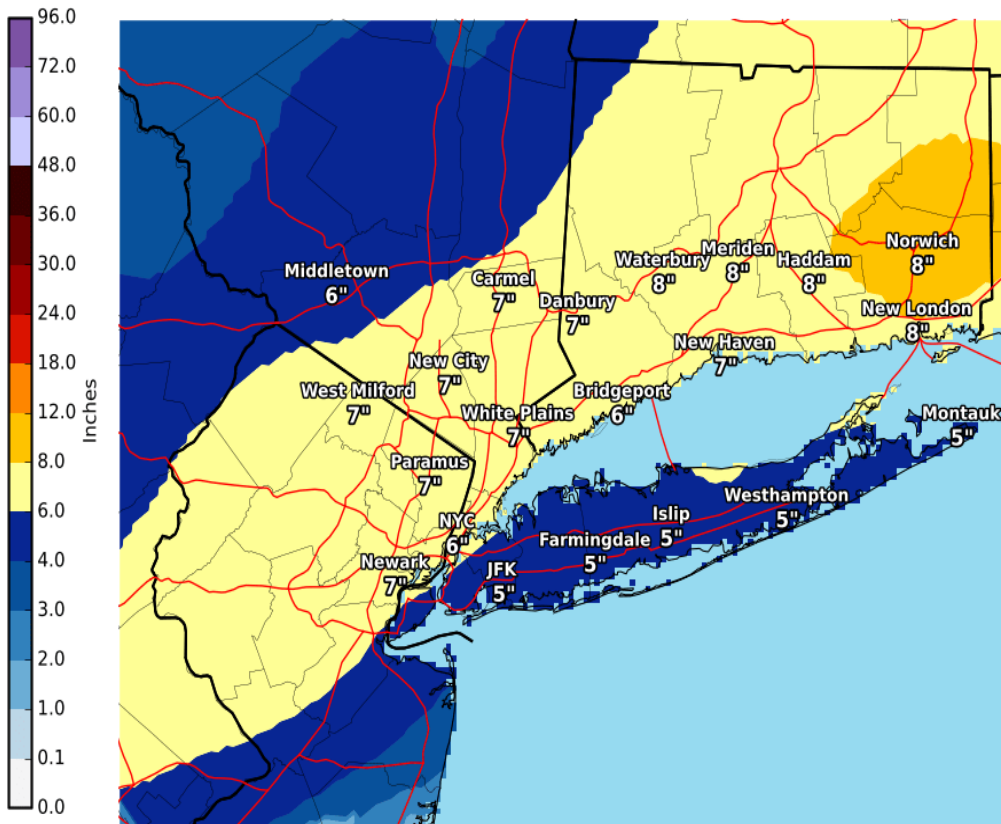 96.0
72.0
60.0
48.0
36.0
30.0
24.0
18.0
12.0
8.0
6.0
4.0
3.0
2.0
1.0
0.1
0.0
Inches
Middletown
6"
Carmel
7"
Danbury
7"
Waterbury
8"
Meriden
8"
Haddam
8"
Norwich
8"
New London
8"
New Haven
7"
New City
7"
West Milford
7"
White Plains
7"
Bridgeport
6"
Montauk
5"
Paramus
7"
NYC
6"
Newark
7"
JFK
5"
Farmingdale
5"
Islip
5"
Westhampton
5"